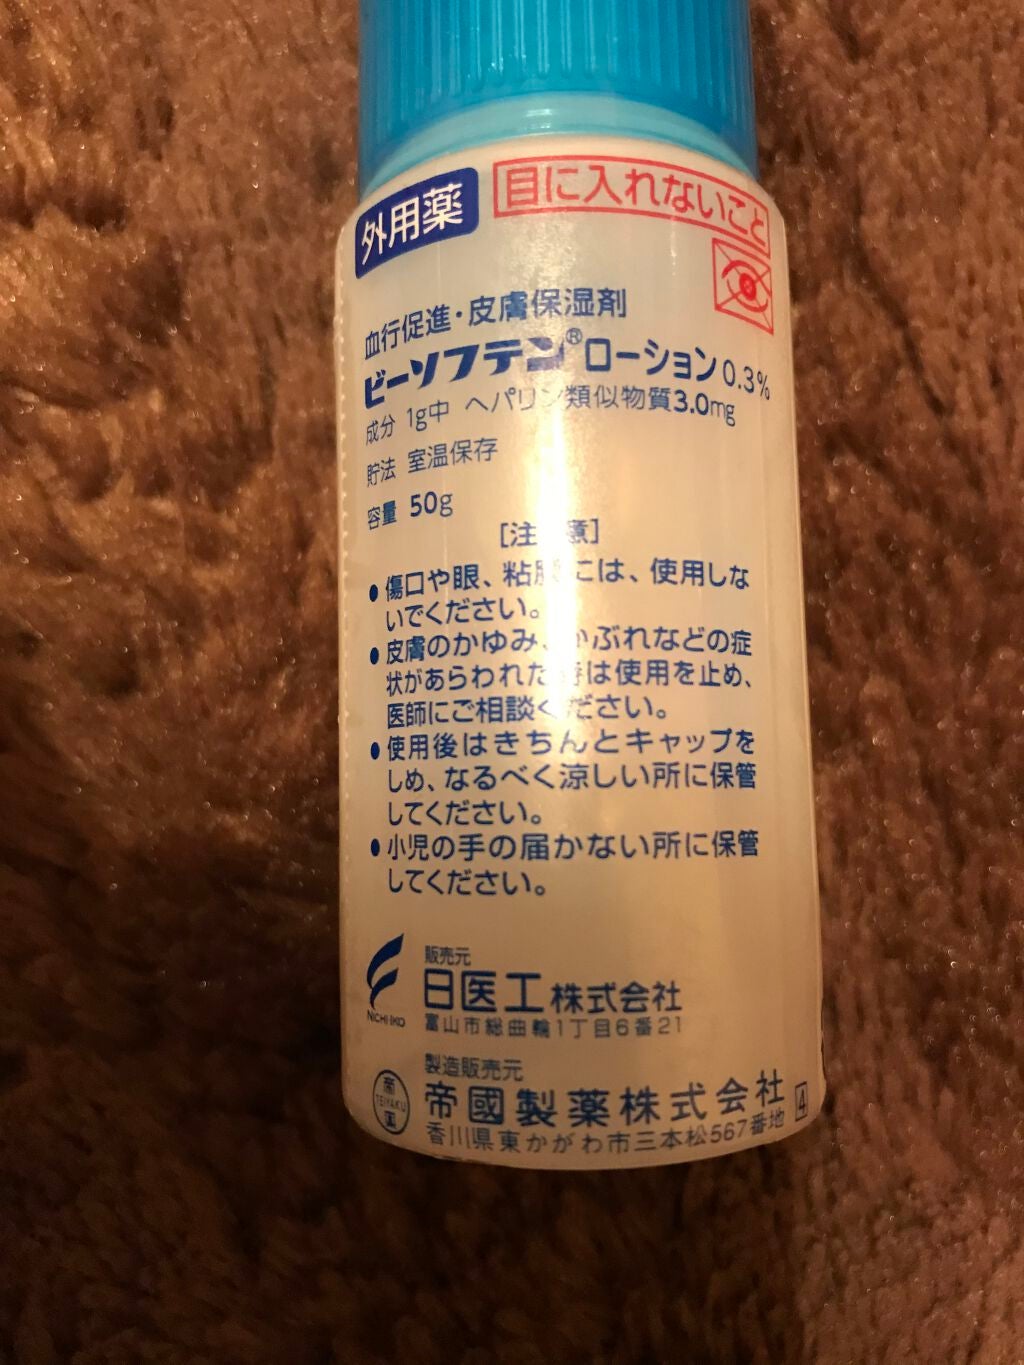 外用薬
目に入れないこと
血行促進・皮膚保湿剤
ビーソフテン®ローション0.3%
成分 1g中 ヘパリン類似物質3.0mg
貯法 室温保存
容量 50g
[注 意]
●傷口や眼、粘膜には、使用しな
いでください。
●皮膚のかゆみ、かぶれなどの症
状があらわれた時は使用を止め、
医師にご相談ください。
●使用後はきちんとキャップを
しめ、なるべく涼しい所に保管
してください。
●小児の手の届かない所に保管
してください。
NICHI-IKO
販売元
日医工株式会社
富山市総曲輪1丁目6番21
帝
TEIYAKU
國
製造販売元
帝國製薬株式会社
香川県東かがわ市三本松567番地
4